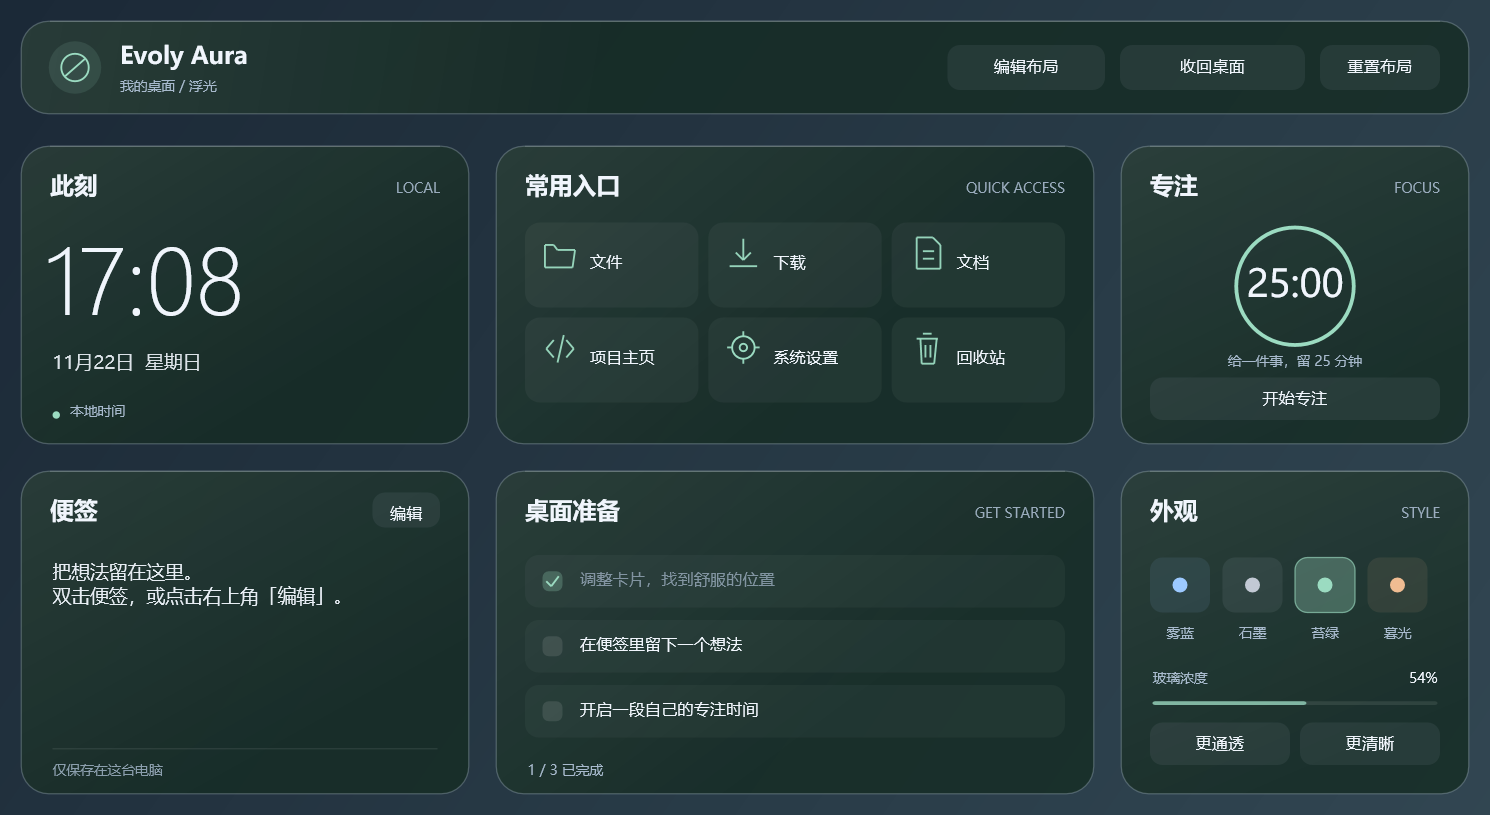 Evoly Aura
我的桌面 / 浮光
编辑布局
收回桌面
重置布局
此刻
LOCAL
17:08
11月22日 星期日
本地时间
常用入口
QUICK ACCESS
文件
下载
文档
项目主页
系统设置
回收站
专注
FOCUS
25:00
给一件事，留 25 分钟
开始专注
便签
编辑
把想法留在这里。
双击便签，或点击右上角「编辑」。
仅保存在这台电脑
桌面准备
GET STARTED
调整卡片，找到舒服的位置
在便签里留下一个想法
开启一段自己的专注时间
1 / 3 已完成
外观
STYLE
雾蓝
石墨
苔绿
暮光
玻璃浓度
54%
更通透
更清晰